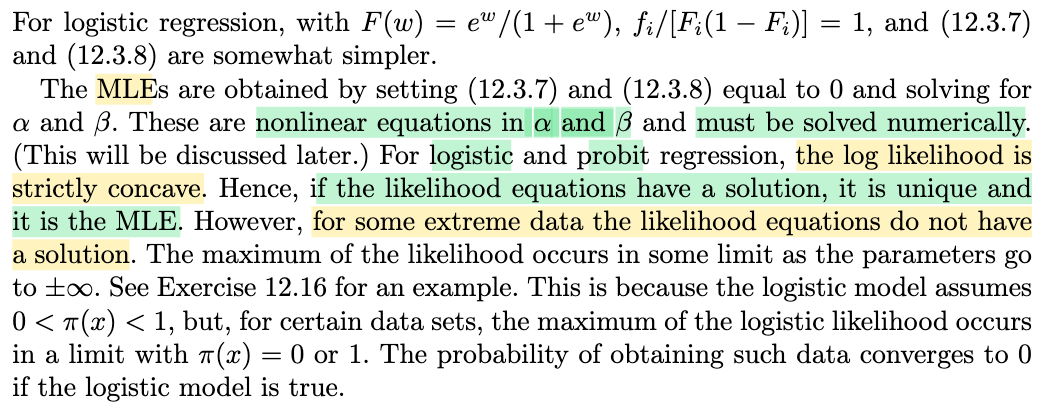 For logistic regression, with F(w) = e^w/(1 + e^w), f_i/[F_i(1 − F_i)] = 1, and (12.3.7)
and (12.3.8) are somewhat simpler.
The MLEs are obtained by setting (12.3.7) and (12.3.8) equal to 0 and solving for
α and β. These are nonlinear equations in α and β and must be solved numerically.
(This will be discussed later.) For logistic and probit regression, the log likelihood is
strictly concave. Hence, if the likelihood equations have a solution, it is unique and
it is the MLE. However, for some extreme data the likelihood equations do not have
a solution. The maximum of the likelihood occurs in some limit as the parameters go
to ±∞. See Exercise 12.16 for an example. This is because the logistic model assumes
0 < π(x) < 1, but, for certain data sets, the maximum of the logistic likelihood occurs
in a limit with π(x) = 0 or 1. The probability of obtaining such data converges to 0
if the logistic model is true.